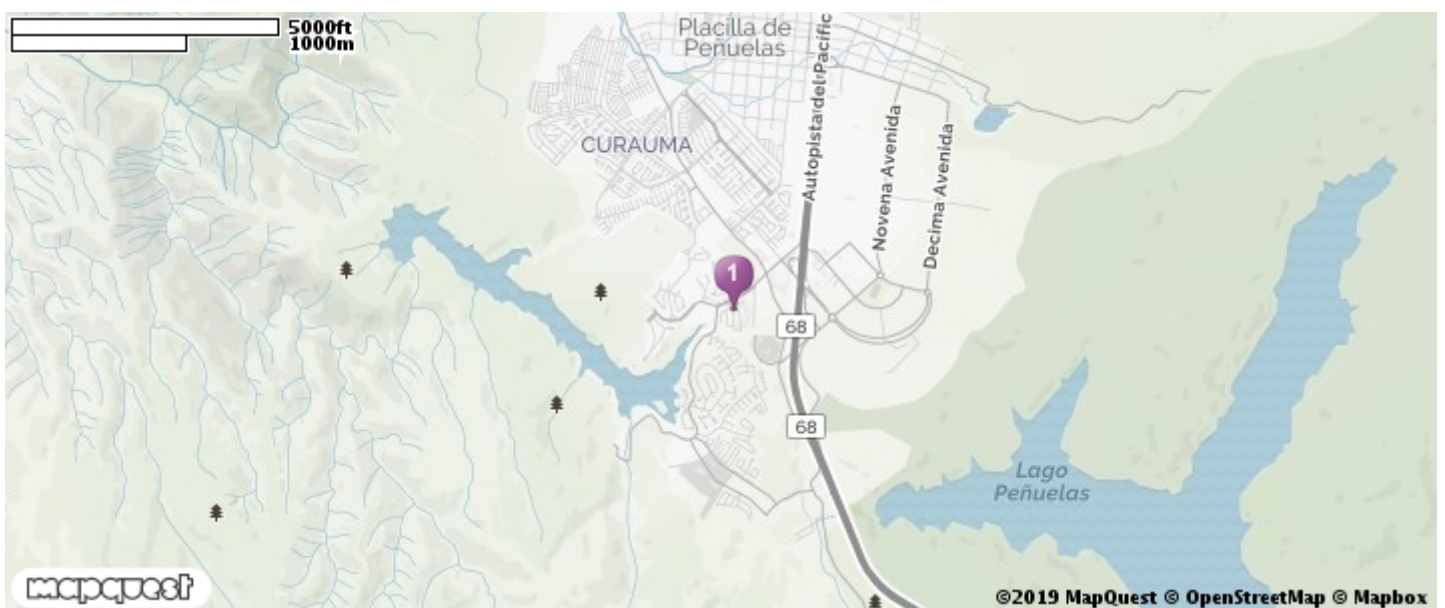 5000ft
1000m
Placilla de
Peñuelas
Autopista del Pacífic
CURAUMA
Novena Avenida
Decima Avenida
1
68
68
Lago
Peñuelas
mapquest
©2019 MapQuest © OpenStreetMap © Mapbox